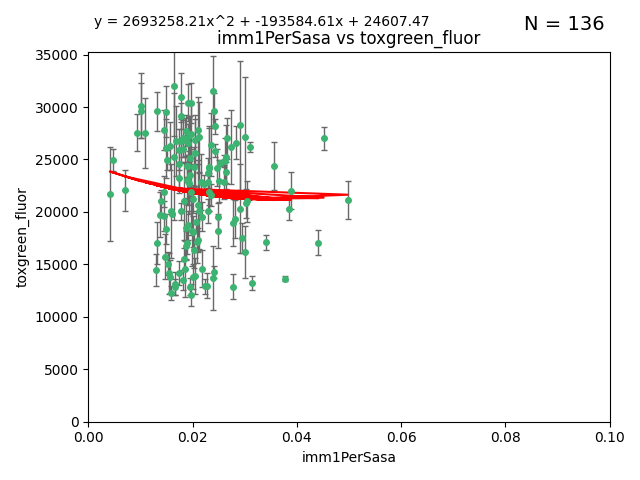 y = 2693258.21x^2 + -193584.61x + 24607.47
N = 136
imm1PerSasa vs toxgreen_fluor
toxgreen_fluor
35000
30000
25000
20000
15000
10000
5000
0
0.00 0.02 0.04 0.06 0.08 0.10
imm1PerSasa